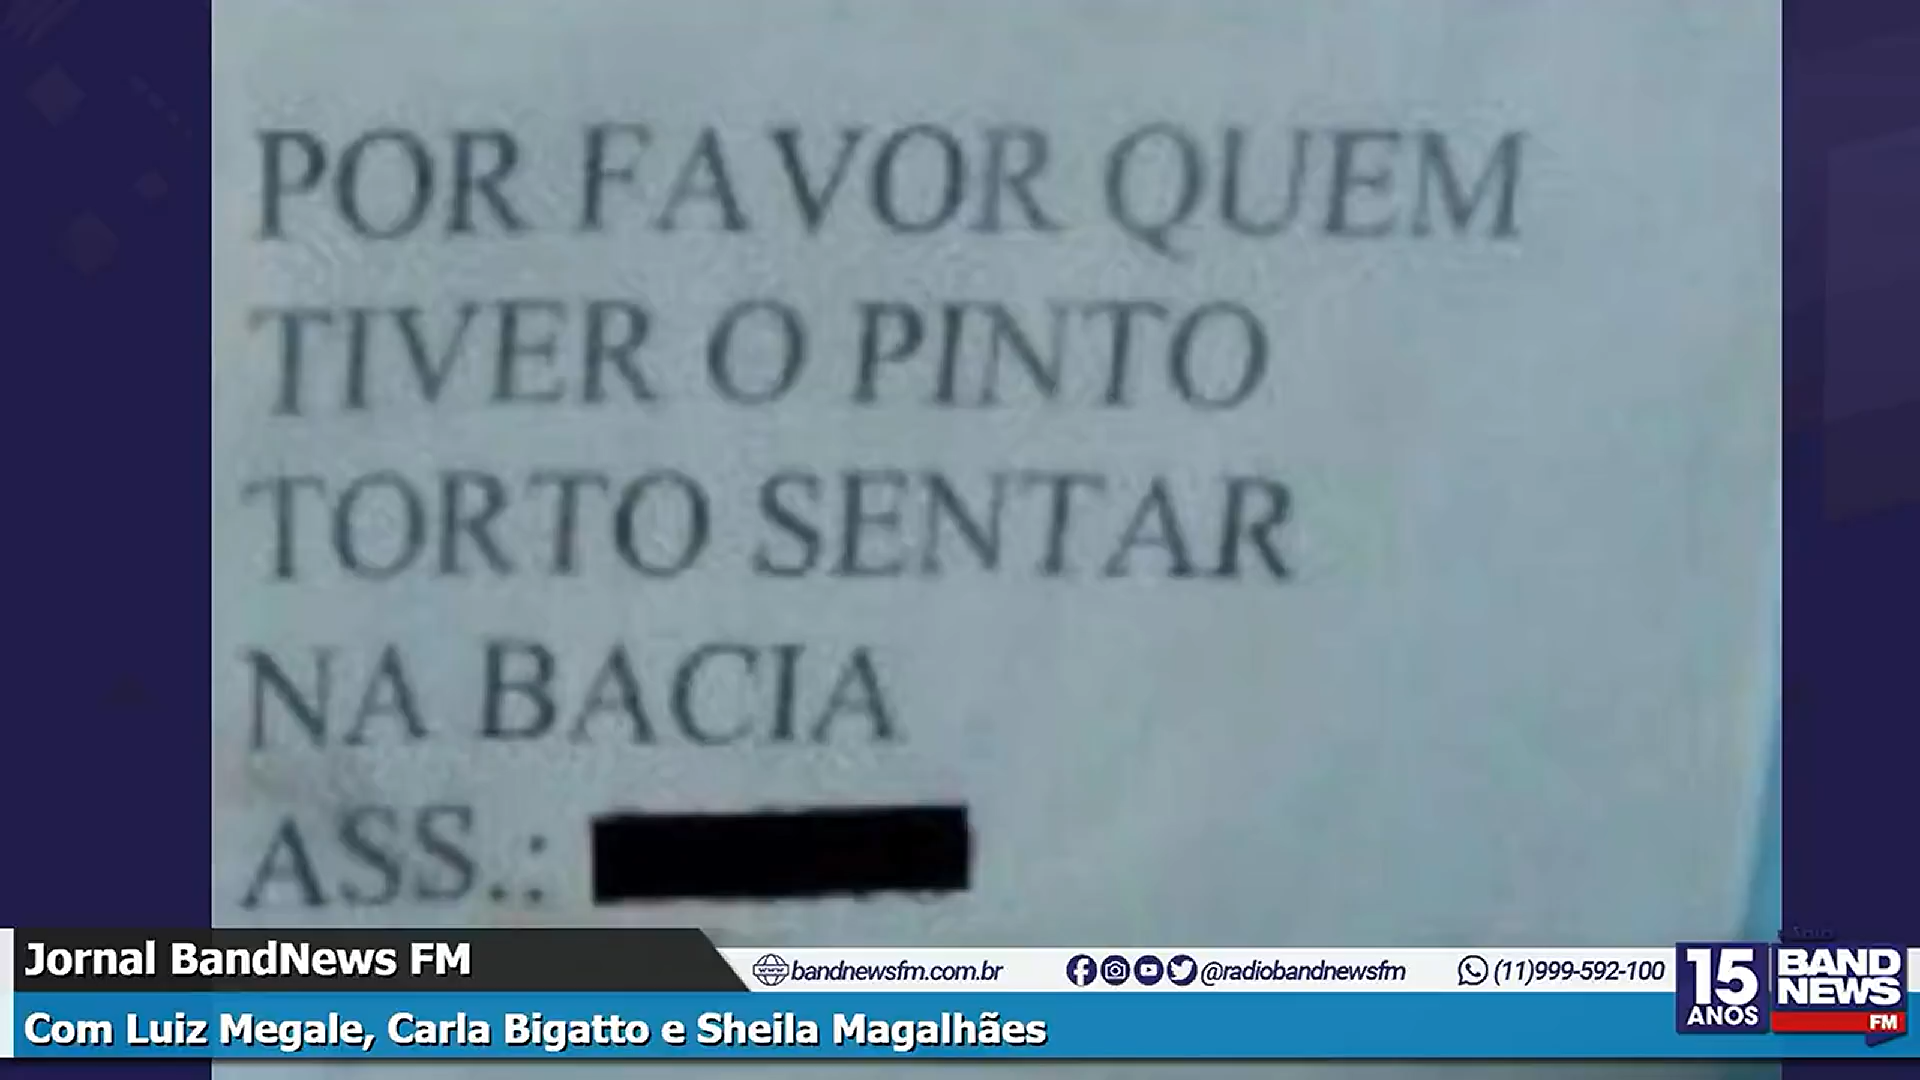 POR FAVOR QUEM
TIVER O PINTO
TORTO SENTAR
NA BACIA
ASS.:
Jornal BandNews FM
www bandnewsfm.com.br
@radiobandnewsfm
(11)999-592-100
15
ANOS
BAND
NEWS
FM
Com Luiz Megale, Carla Bigatto e Sheila Magalhães